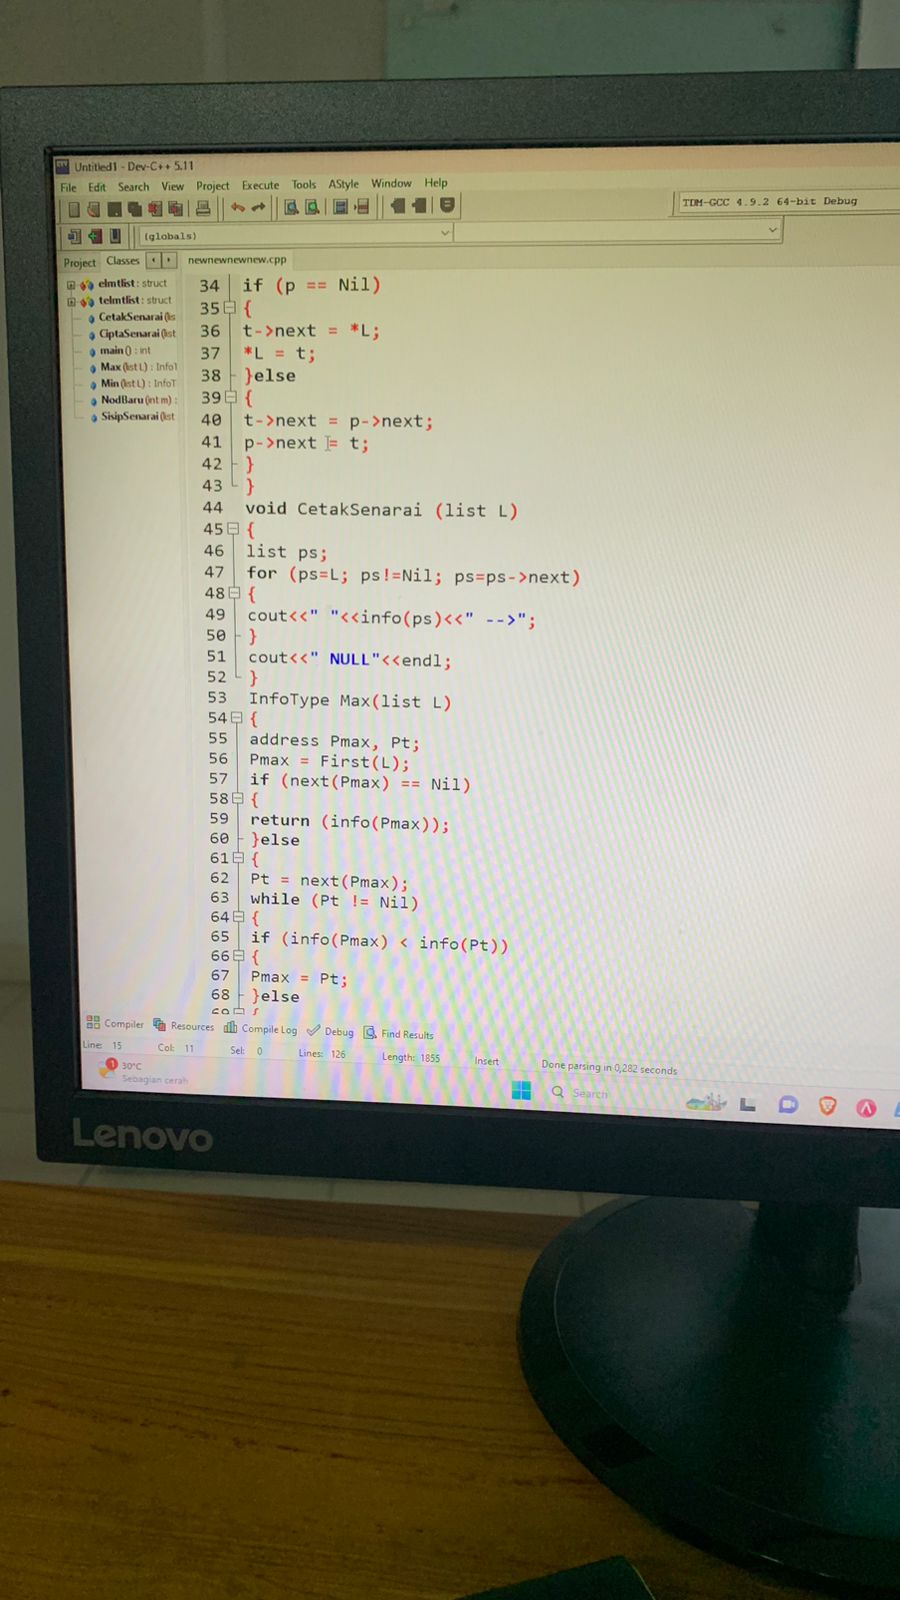 Untitled1 - Dev-C++ 5.11
File Edit Search View Project Execute Tools AStyle Window Help
TDM-GCC 4.9.2 64-bit Debug
(globals)
Project Classes newnewnewnew.cpp
elmtlist : struct
telmtlist : struct
CetakSenarai (lis
CiptaSenarai (list
main () : int
Max (list L) : InfoT
Min (list L) : InfoT
NodBaru (int m) :
SisipSenarai (list
34 if (p == Nil)
35 {
36 t->next = *L;
37 *L = t;
38 }else
39 {
40 t->next = p->next;
41 p->next = t;
42 }
43 }
44 void CetakSenarai (list L)
45 {
46 list ps;
47 for (ps=L; ps!=Nil; ps=ps->next)
48 {
49 cout<<" "<<info(ps)<<" -->";
50 }
51 cout<<" NULL"<<endl;
52 }
53 InfoType Max(list L)
54 {
55 address Pmax, Pt;
56 Pmax = First(L);
57 if (next(Pmax) == Nil)
58 {
59 return (info(Pmax));
60 }else
61 {
62 Pt = next(Pmax);
63 while (Pt != Nil)
64 {
65 if (info(Pmax) < info(Pt))
66 {
67 Pmax = Pt;
68 }else
69 {
Compiler Resources Compile Log Debug Find Results
Line: 15 Col: 11 Sel: 0 Lines: 126 Length: 1855 Insert Done parsing in 0,282 seconds
1
30°C
Sebagian cerah
Search
Lenovo